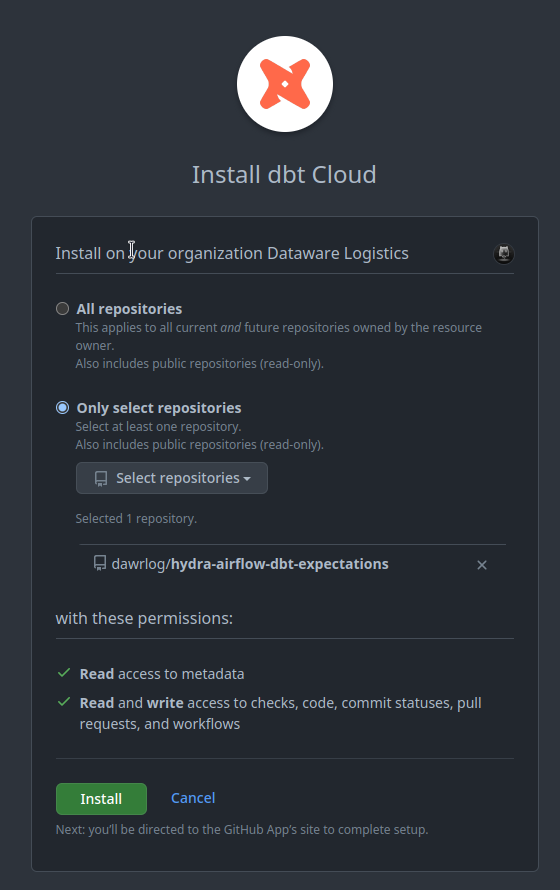 Install dbt Cloud
Install on your organization Dataware Logistics
All repositories
This applies to all current and future repositories owned by the resource
owner.
Also includes public repositories (read-only).
Only select repositories
Select at least one repository.
Also includes public repositories (read-only).
Select repositories
Selected 1 repository.
dawrlog/hydra-airflow-dbt-expectations
with these permissions:
Read access to metadata
Read and write access to checks, code, commit statuses, pull
requests, and workflows
Install Cancel
Next: you'll be directed to the GitHub App's site to complete setup.